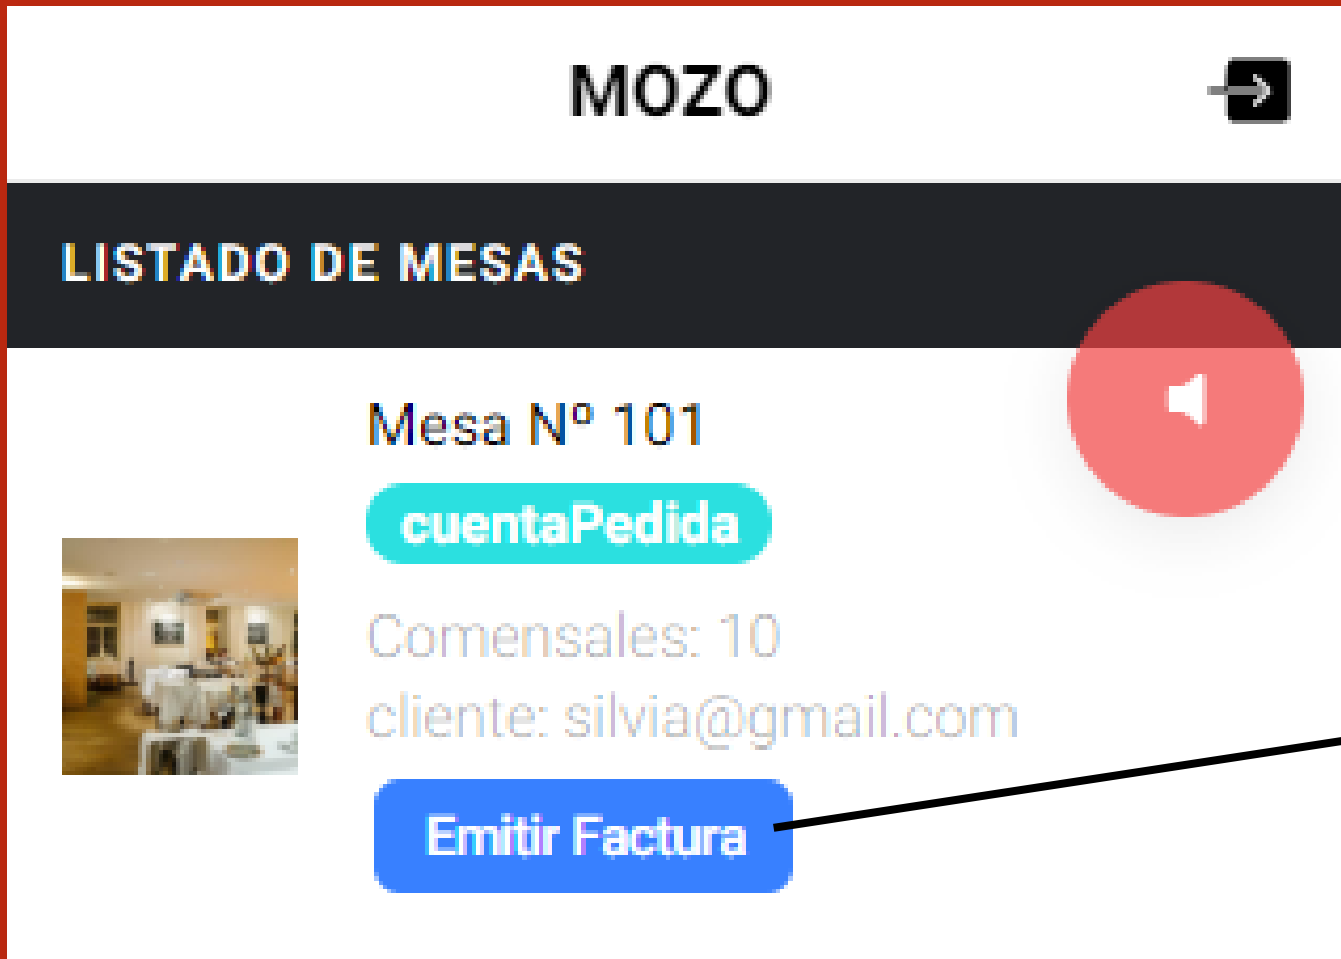 MOZO
LISTADO DE MESAS
Mesa Nº 101
cuentaPedida
Comensales: 10
cliente: silvia@gmail.com
Emitir Factura